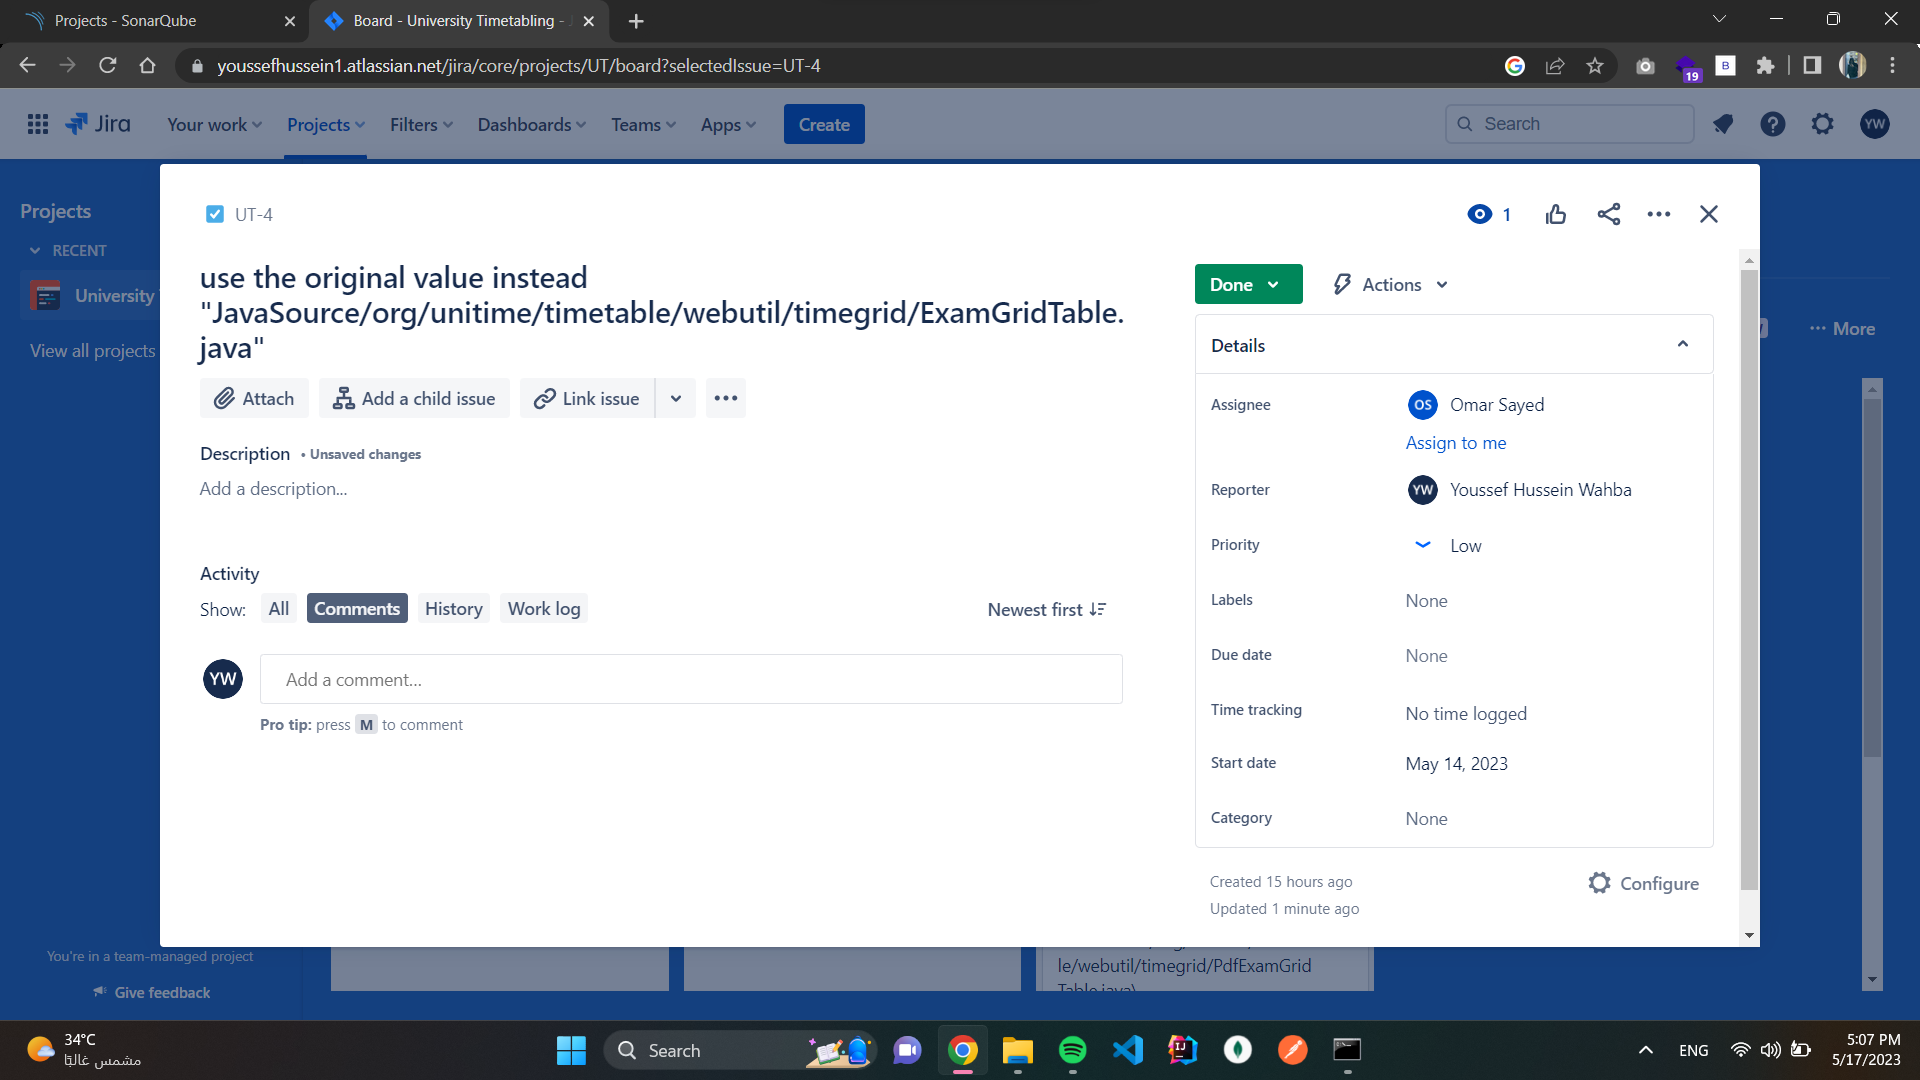 Projects - SonarQube
Board - University Timetabling -
youssefhussein1.atlassian.net/jira/core/projects/UT/board?selectedIssue=UT-4
19
B
Jira
Your work
Projects
Filters
Dashboards
Teams
Apps
Create
Search
YW
Projects
RECENT
University
View all projects
More
UT-4
1
use the original value instead
"JavaSource/org/unitime/timetable/webutil/timegrid/ExamGridTable.
java"
Attach
Add a child issue
Link issue
Description • Unsaved changes
Add a description...
Activity
Show: All Comments History Work log
Newest first
YW
Add a comment...
Pro tip: press M to comment
Done
Actions
Details
Assignee
OS Omar Sayed
Assign to me
Reporter
YW Youssef Hussein Wahba
Priority
Low
Labels
None
Due date
None
Time tracking
No time logged
Start date
May 14, 2023
Category
None
Created 15 hours ago
Updated 1 minute ago
Configure
le/webutil/timegrid/PdfExamGrid
Table.java\
You're in a team-managed project
Give feedback
34°C
مشمس غالبًا
Search
IJ
ENG
5:07 PM
5/17/2023